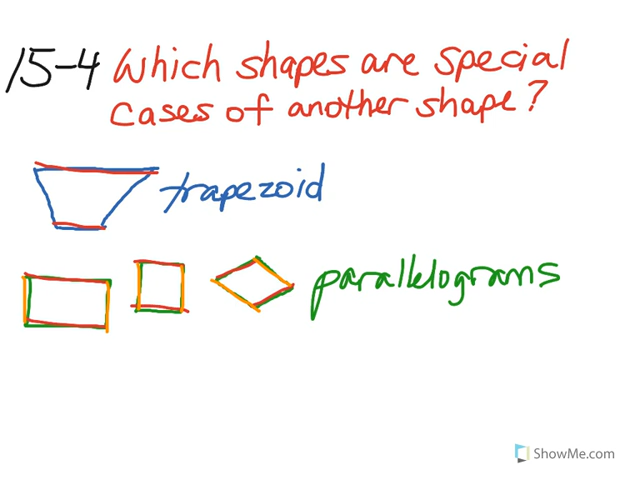 15-4 Which shapes are special
cases of another shape?
trapezoid
parallelograms
ShowMe.com